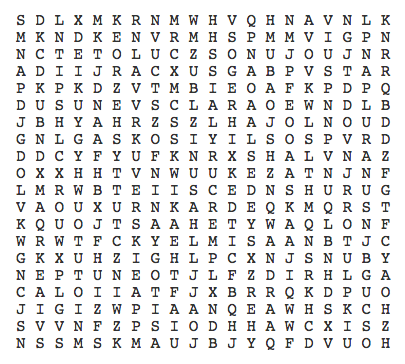 S D L X M K R N M W H V Q H N A V N L K
M K N D K E N V R M H S P M M V I G P N
N C T E T O L U C Z S O N U J O U J N R
A D I I J R A C X U S G A B P V S T A R
P K P K D Z V T M B I E O A F K P D P Q
D U S U N E V S C L A R A O E W N D L B
J B H Y A H R Z S Z L H A J O L N O U D
G N L G A S K O S I Y I L S O S P V R D
D D C Y F Y U F K N R X S H A L V N A Z
O X X H H T V N W U U K E Z A T N J N F
L M R W B T E I I S C E D N S H U R U G
V A O U X U R N K A R D E Q K M Q R S T
K Q U O J T S A A H E T Y W A Q L O N F
W R W T F C K Y E L M I S A A N B T J C
G K X U H Z I G H L P C X N J S N U B Y
N E P T U N E O T J L F Z D I R H L G A
C A L O I I A T F J X B R R Q K D P U O
J I G I Z W P I A A N Q E A W H S K C H
S V V N F Z P S I O D H H A W C X I S Z
N S S M S K M A U J B J Y Q F D V U O H